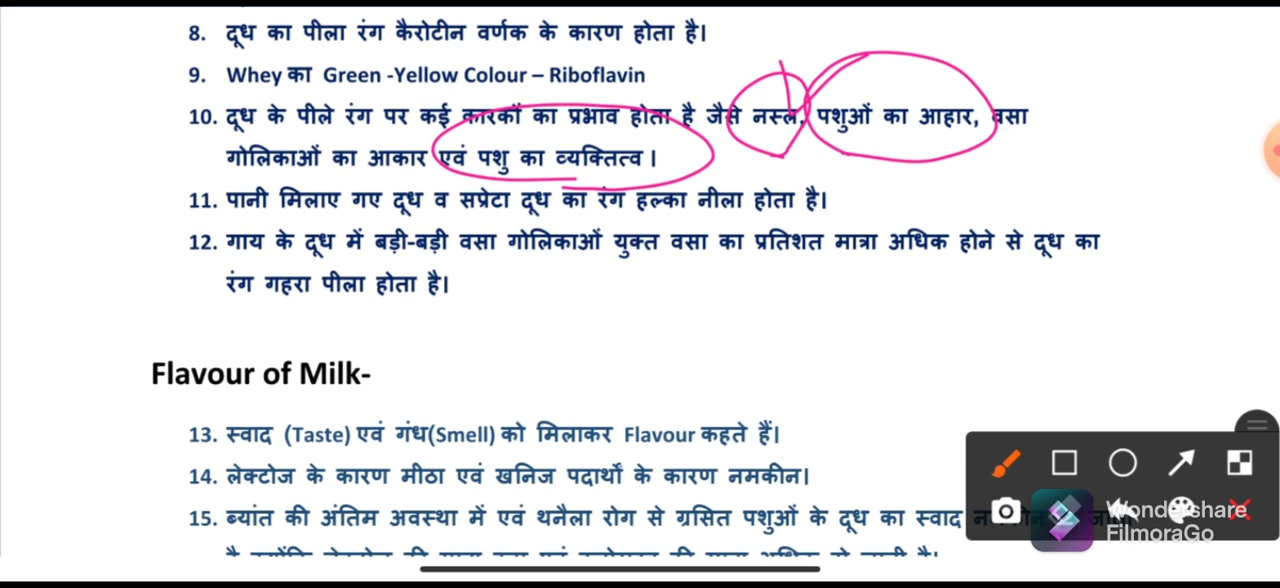 8. दूध का पीला रंग कैरोटीन वर्णक के कारण होता है।
9. Whey का Green -Yellow Colour – Riboflavin
10. दूध के पीले रंग पर कई कारकों का प्रभाव होता है जैसे नस्ल, पशुओं का आहार, वसा
गोलिकाओं का आकार एवं पशु का व्यक्तित्व।
11. पानी मिलाए गए दूध व सप्रेटा दूध का रंग हल्का नीला होता है।
12. गाय के दूध में बड़ी-बड़ी वसा गोलिकाओं युक्त वसा का प्रतिशत मात्रा अधिक होने से दूध का
रंग गहरा पीला होता है।
Flavour of Milk-
13. स्वाद (Taste) एवं गंध(Smell) को मिलाकर Flavour कहते हैं।
14. लेक्टोज के कारण मीठा एवं खनिज पदार्थों के कारण नमकीन।
15. ब्यांत की अंतिम अवस्था में एवं थनैला रोग से ग्रसित पशुओं के दूध का स्वाद
Wondershare
FilmoraGo